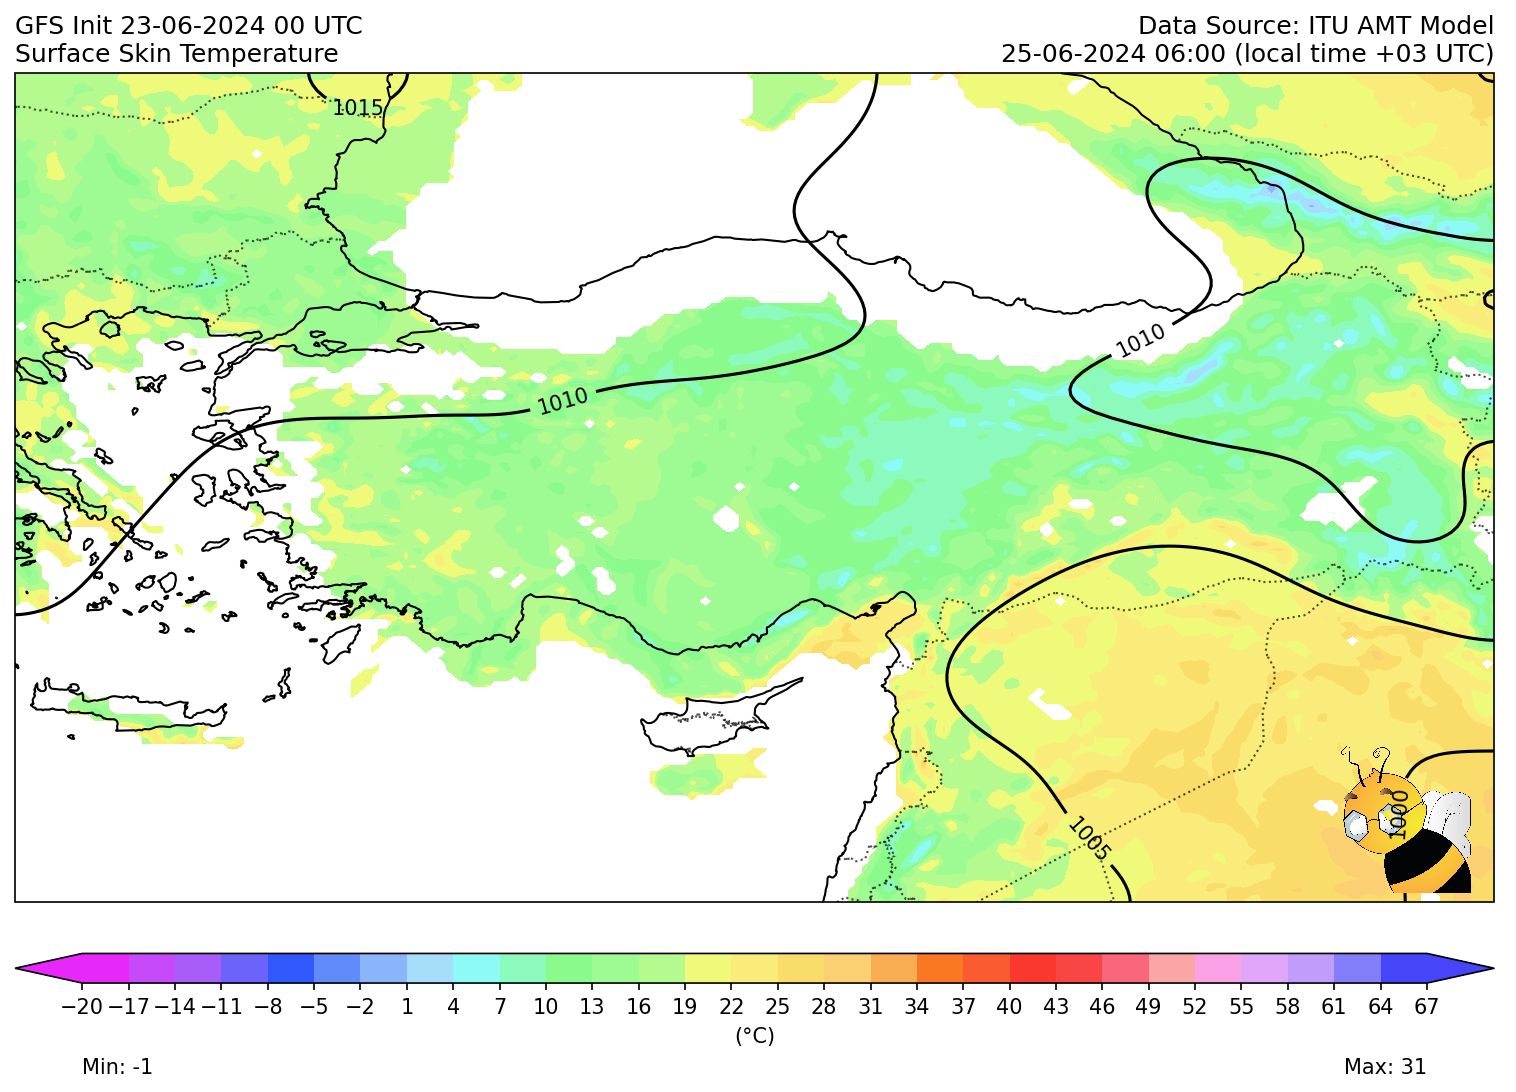 GFS Init 23-06-2024 00 UTC
Data Source: ITU AMT Model
Surface Skin Temperature
25-06-2024 06:00 (local time +03 UTC)
1015
1010
1010
1000
1005
−20 −17 −14 −11 −8 −5 −2 1 4 7 10 13 16 19 22 25 28 31 34 37 40 43 46 49 52 55 58 61 64 67
(°C)
Min: -1
Max: 31